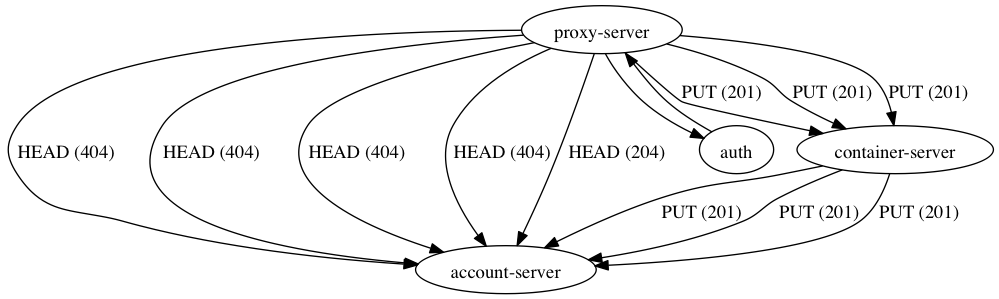 proxy-server
PUT (201) PUT (201) PUT (201)
HEAD (404) HEAD (404) HEAD (404) HEAD (404) HEAD (204) auth container-server
PUT (201) PUT (201) PUT (201)
account-server